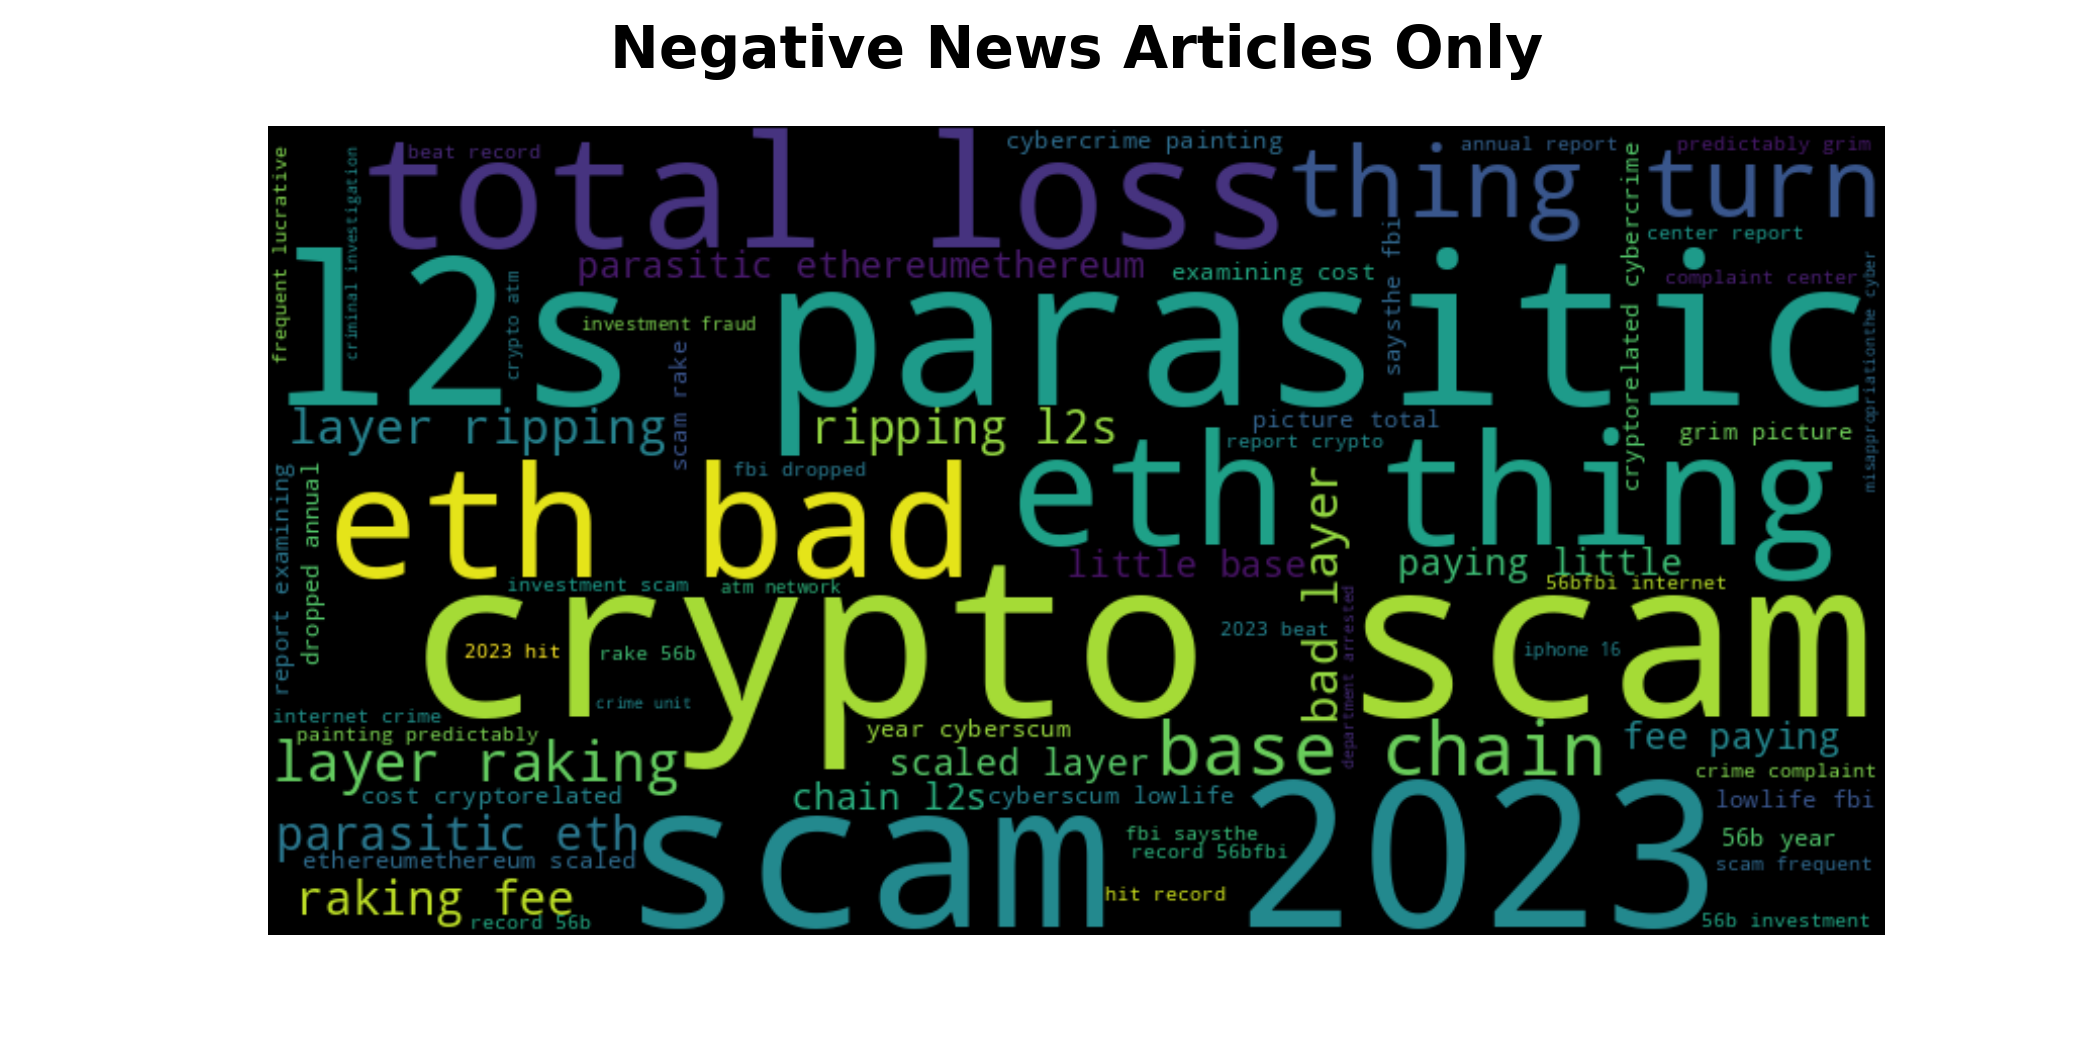 Negative News Articles Only
total loss
beat record
cybercrime painting
thing
annual report
turn
predictably grim
frequent lucrative
criminal investigation
cryptorelated cybercrime
center report
parasitic ethereumethereum
examining cost
saysthe fbi
complaint center
misappropriationthe cyber
l2s parasitic
crypto atm
investment fraud
scam rake
layer ripping
ripping l2s
picture total
report crypto
grim picture
fbi dropped
eth bad
eth thing
report examining
dropped annual
bad layer
little base
paying little
investment scam
atm network
56bfbi internet
department arrested
crypto scam
2023 hit
rake 56b
2023 beat
iphone 16
crime unit
internet crime
painting predictably
year cyberscum
base chain
fee paying
layer raking
scaled layer
crime complaint
cost cryptorelated
chain l2s
cyberscum lowlife
lowlife fbi
parasitic eth
scam 2023
fbi saysthe
56b year
record 56bfbi
ethereumethereum scaled
scam frequent
raking fee
hit record
record 56b
56b investment